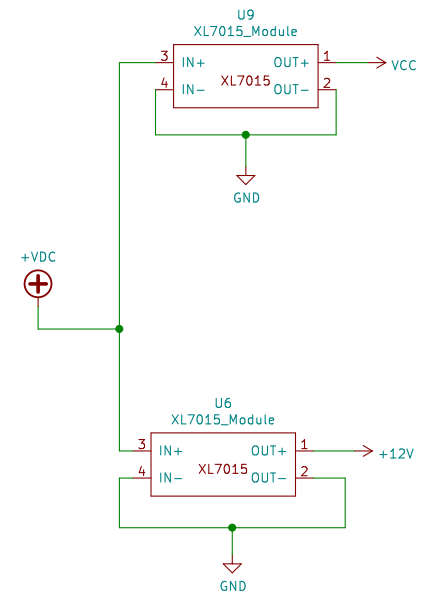 U9
XL7015_Module
3 IN+ OUT+ 1 VCC
XL7015
4 IN- OUT- 2
GND
+VDC
U6
XL7015_Module
3 IN+ OUT+ 1 +12V
XL7015
4 IN- OUT- 2
GND